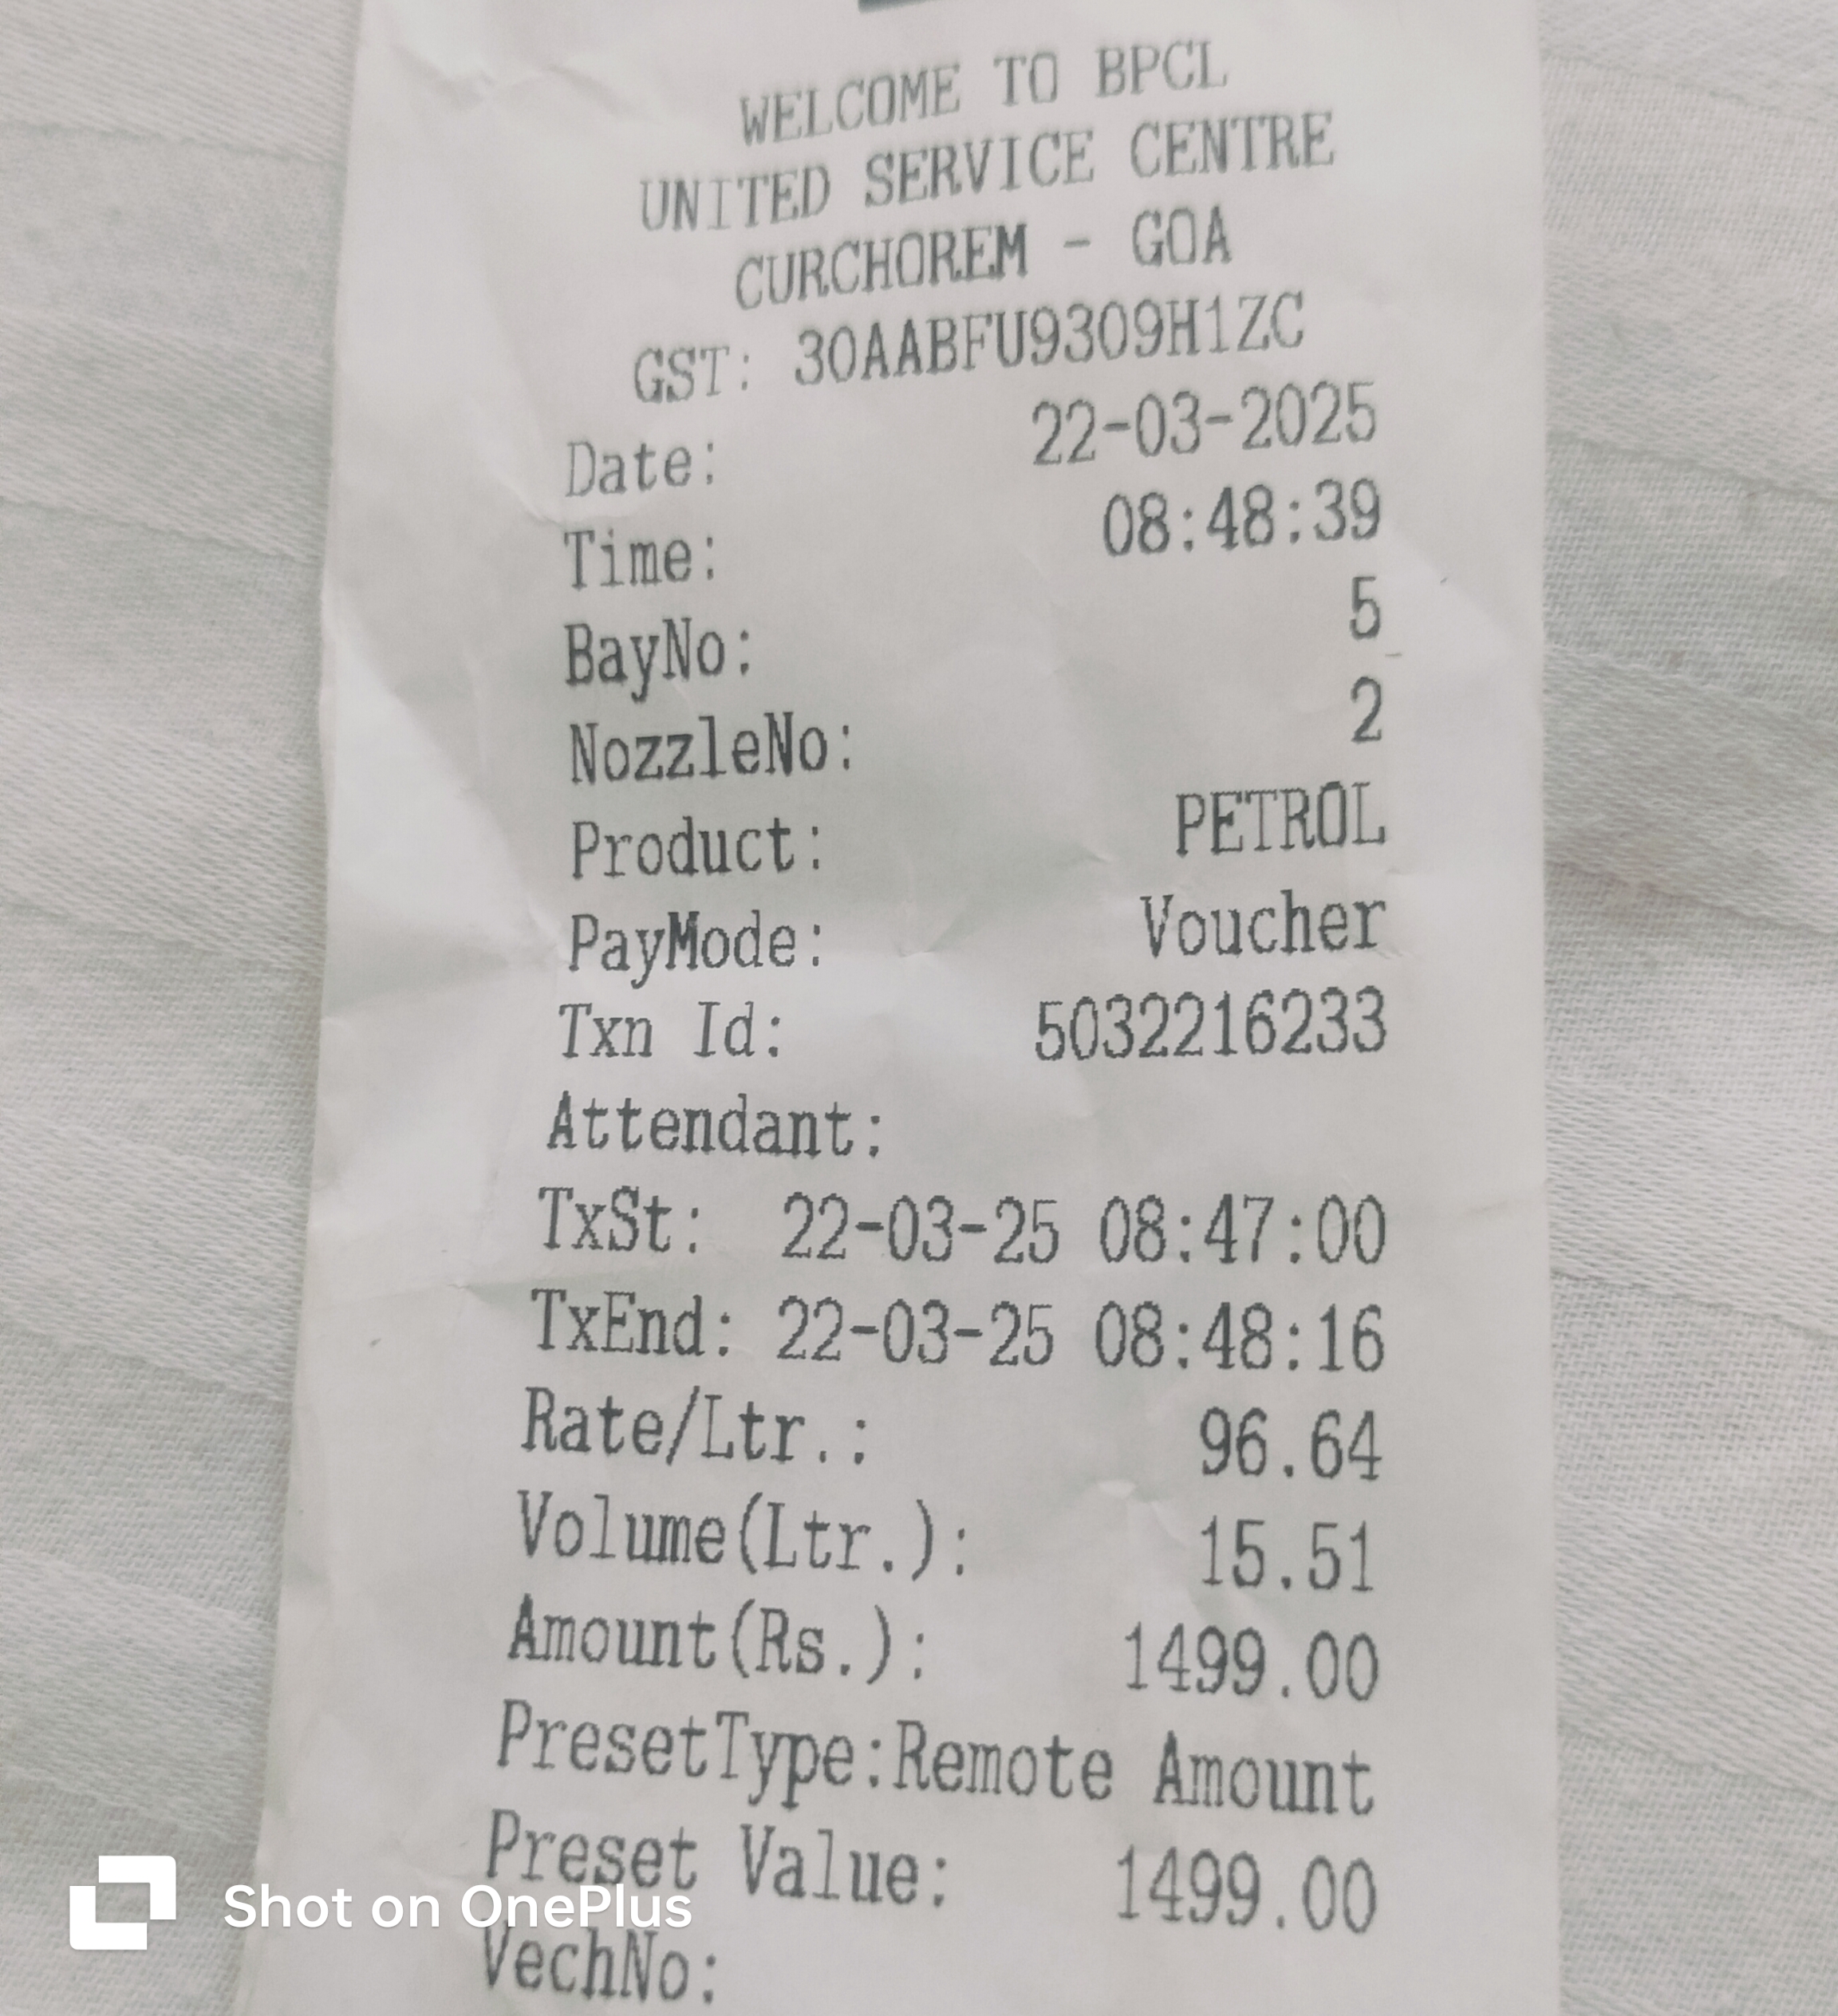 WELCOME TO BPCL
UNITED SERVICE CENTRE
CURCHOREM - GOA
GST: 30AABFU9309H1ZC
Date: 22-03-2025
Time: 08:48:39
BayNo: 5
NozzleNo: 2
Product: PETROL
PayMode: Voucher
Txn Id: 5032216233
Attendant:
TxSt: 22-03-25 08:47:00
TxEnd: 22-03-25 08:48:16
Rate/Ltr.: 96.64
Volume(Ltr.): 15.51
Amount(Rs.): 1499.00
PresetType:Remote Amount
Preset Value: 1499.00
VechNo:
Shot on OnePlus